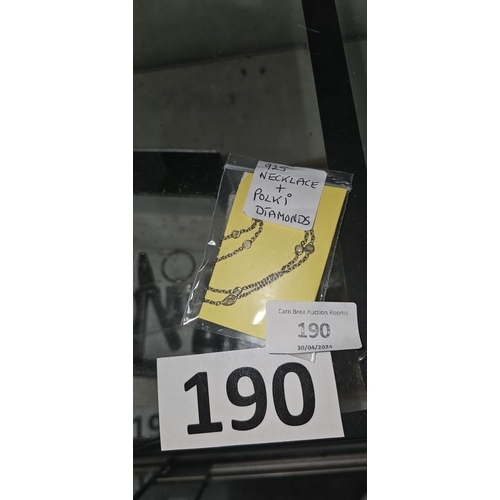 925
NECKLACE
+
POLKI
DIAMONDS
Carn Brea Auction Rooms
190
30/04/2024
190